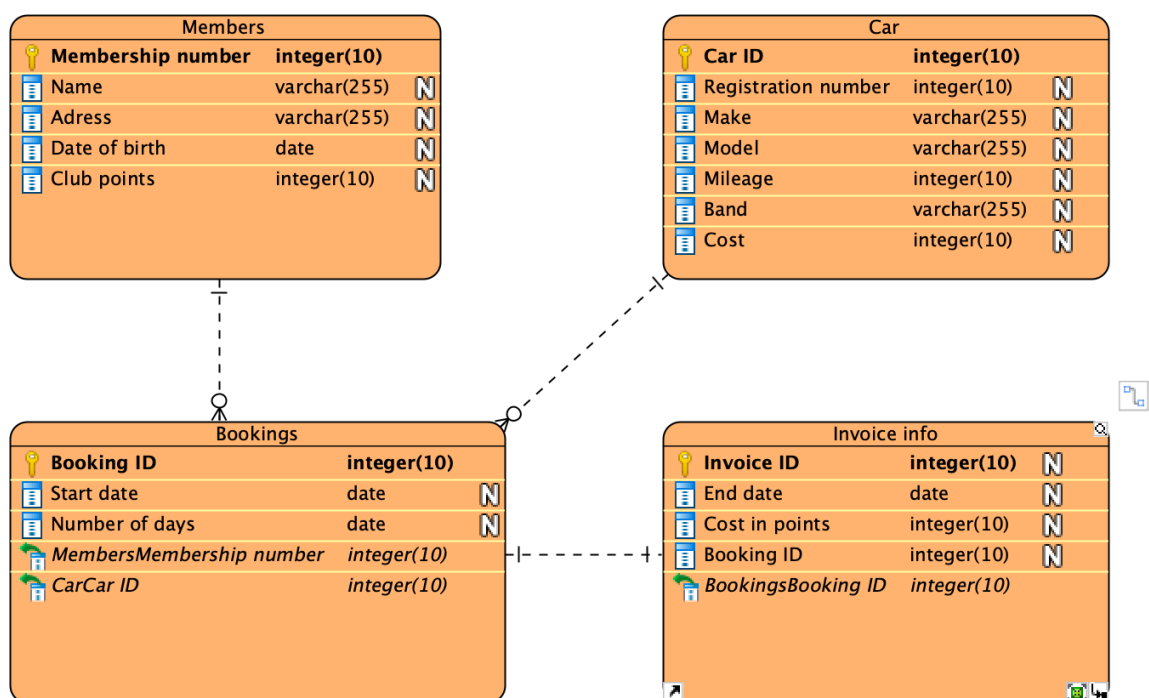 Members
Membership number integer(10)
Name varchar(255) N
Adress varchar(255) N
Date of birth date N
Club points integer(10) N
Car
Car ID integer(10)
Registration number integer(10) N
Make varchar(255) N
Model varchar(255) N
Mileage integer(10) N
Band varchar(255) N
Cost integer(10) N
Bookings
Booking ID integer(10)
Start date date N
Number of days date N
MembersMembership number integer(10)
CarCar ID integer(10)
Invoice info
Invoice ID integer(10) N
End date date N
Cost in points integer(10) N
Booking ID integer(10) N
BookingsBooking ID integer(10)